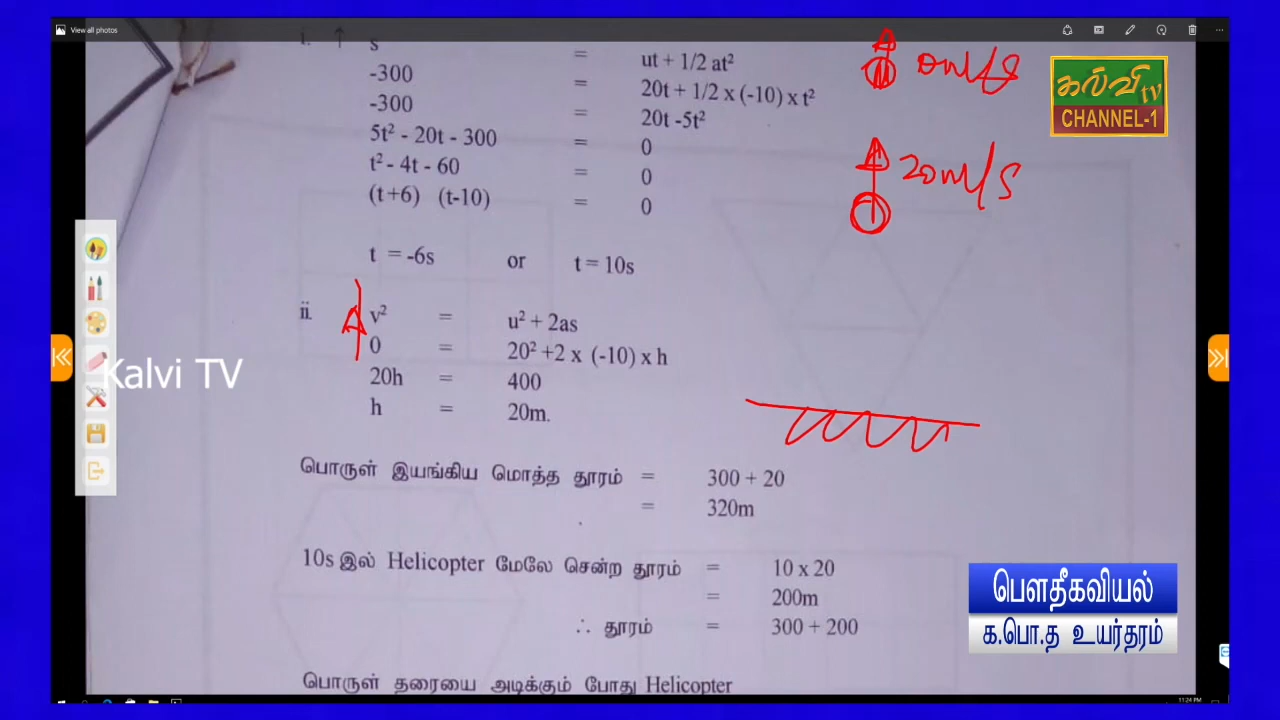 View all photos
i. ↑ s = ut + 1/2 at²
-300 = 20t + 1/2 x (-10) x t²
-300 = 20t -5t²
5t² - 20t - 300 = 0
t² - 4t - 60 = 0
(t+6) (t-10) = 0
t = -6s or t = 10s
ii. v² = u² + 2as
0 = 20² +2 x (-10) x h
20h = 400
h = 20m.
பொருள் இயங்கிய மொத்த தூரம் = 300 + 20
= 320m
10s இல் Helicopter மேலே சென்ற தூரம் = 10 x 20
= 200m
∴ தூரம் = 300 + 200
பொருள் தரையை அடிக்கும் போது Helicopter
0m/s
20m/s
கல்வி tv
CHANNEL-1
Kalvi TV
பௌதீகவியல்
க.பொ.த உயர்தரம்
11:24 PM